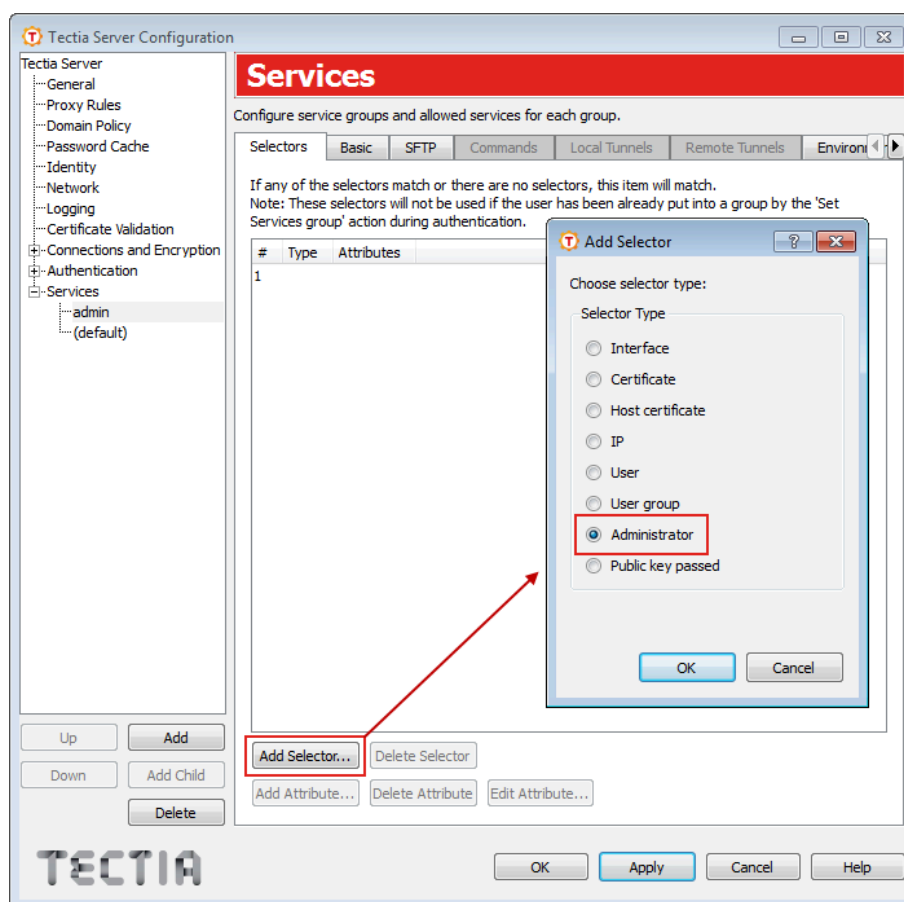 Tectia Server Configuration
Tectia Server
General
Proxy Rules
Domain Policy
Password Cache
Identity
Network
Logging
Certificate Validation
Connections and Encryption
Authentication
Services
admin
(default)
Up
Add
Down
Add Child
Delete
TECTIA
Services
Configure service groups and allowed services for each group.
Selectors Basic SFTP Commands Local Tunnels Remote Tunnels
If any of the selectors match or there are no selectors, this item will match.
Note: These selectors will not be used if the user has been already put into a group by the 'Set
Services group' action during authentication.
# Type Attributes
1
Add Selector
Choose selector type:
Selector Type
Interface
Certificate
Host certificate
IP
User
User group
Administrator
Public key passed
OK Cancel
Add Selector... Delete Selector
Add Attribute... Delete Attribute Edit Attribute...
OK Apply Cancel Help